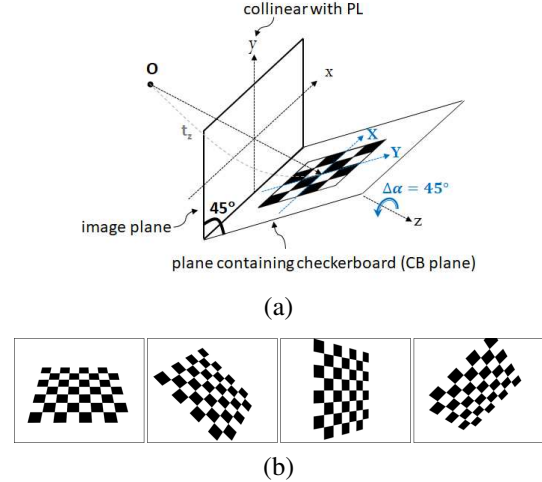 collinear with PL
y
O
x
t_z
X
Y
Δα = 45°
45°
z
image plane
plane containing checkerboard (CB plane)
(a)
(b)